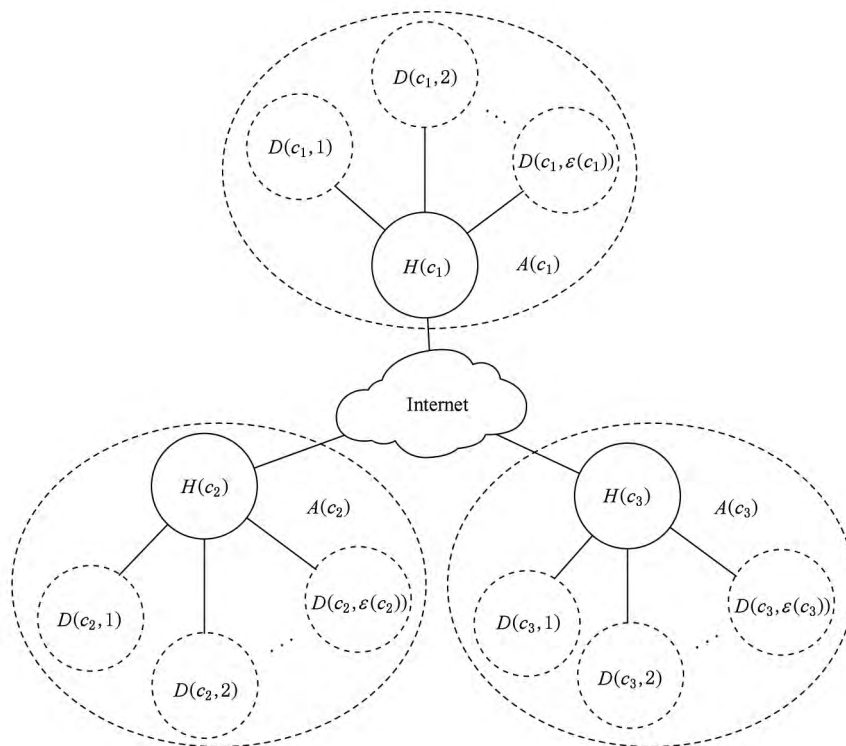 D(c₁,2)
D(c₁,1)
D(c₁,ε(c₁))
H(c₁)
A(c₁)
Internet
H(c₂)
A(c₂)
D(c₂,1)
D(c₂,2)
D(c₂,ε(c₂))
H(c₃)
A(c₃)
D(c₃,1)
D(c₃,2)
D(c₃,ε(c₃))